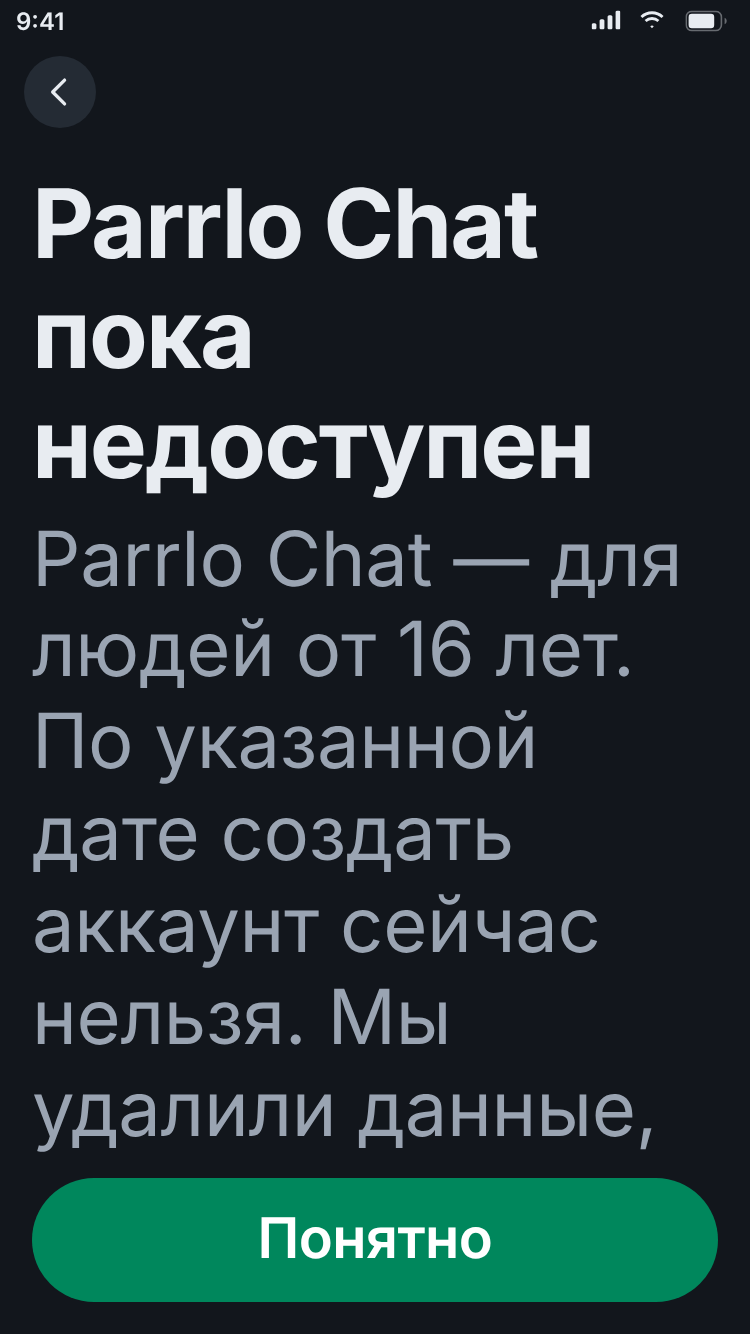 9:41
Parrlo Chat
пока
недоступен
Parrlo Chat — для
людей от 16 лет.
По указанной
дате создать
аккаунт сейчас
нельзя. Мы
удалили данные,
Понятно